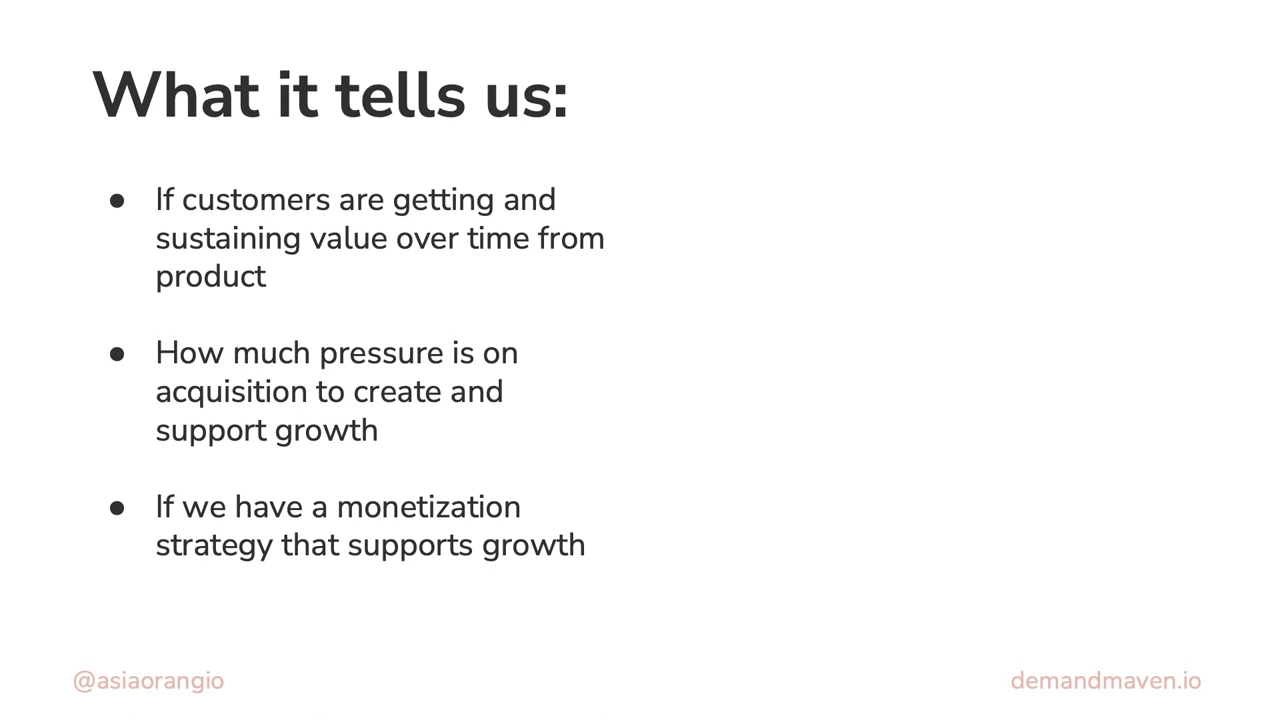 What it tells us:
● If customers are getting and
sustaining value over time from
product
● How much pressure is on
acquisition to create and
support growth
● If we have a monetization
strategy that supports growth
@asiaorangio
demandmaven.io